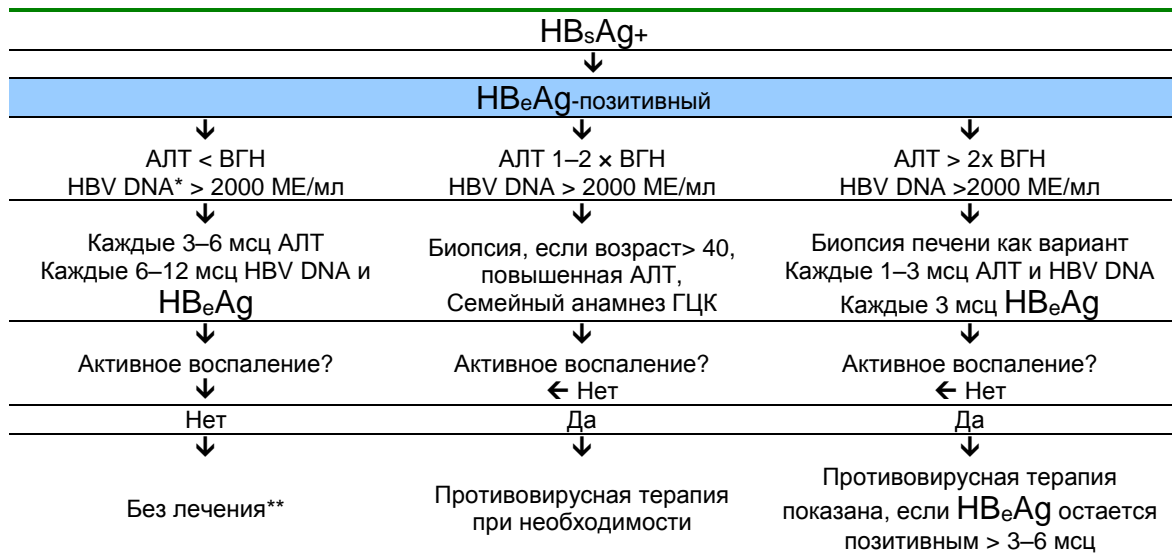 HBsAg+
🡫
HBeAg-позитивный
🡫 🡫 🡫
АЛТ < ВГН
HBV DNA* > 2000 МЕ/мл
АЛТ 1–2 × ВГН
HBV DNA > 2000 МЕ/мл
АЛТ > 2x ВГН
HBV DNA >2000 МЕ/мл
🡫 🡫 🡫
Каждые 3–6 мсц АЛТ
Каждые 6–12 мсц HBV DNA и
HBeAg
Биопсия, если возраст> 40,
повышенная АЛТ,
Семейный анамнез ГЦК
Биопсия печени как вариант
Каждые 1–3 мсц АЛТ и HBV DNA
Каждые 3 мсц HBeAg
🡫 🡫 🡫
Активное воспаление?
🡫
Активное воспаление?
🡨 Нет
Активное воспаление?
🡨 Нет
Нет
Да
Да
🡫 🡫 🡫
Без лечения**
Противовирусная терапия
при необходимости
Противовирусная терапия
показана, если HBeAg остается
позитивным > 3–6 мсц